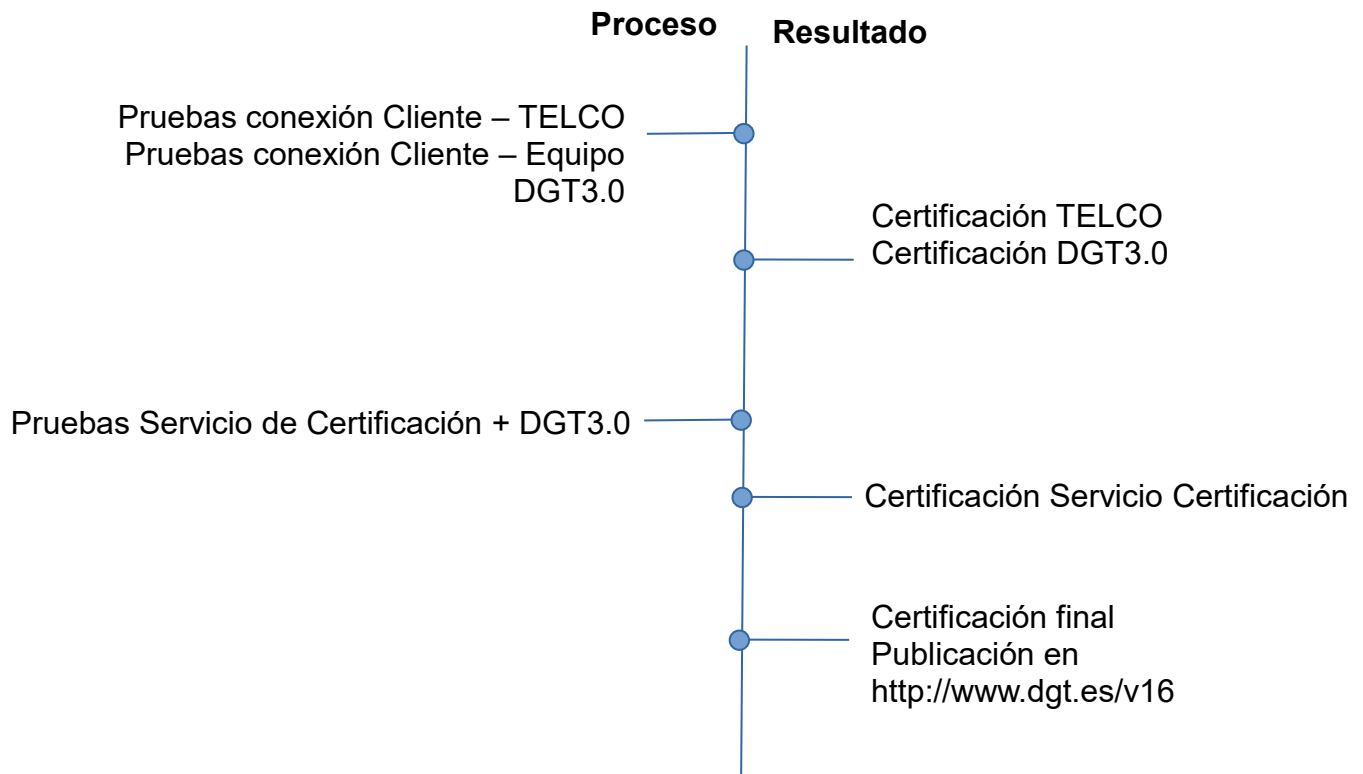 Proceso
Resultado
Pruebas conexión Cliente – TELCO
Pruebas conexión Cliente – Equipo
DGT3.0
Certificación TELCO
Certificación DGT3.0
Pruebas Servicio de Certificación + DGT3.0
Certificación Servicio Certificación
Certificación final
Publicación en
http://www.dgt.es/v16